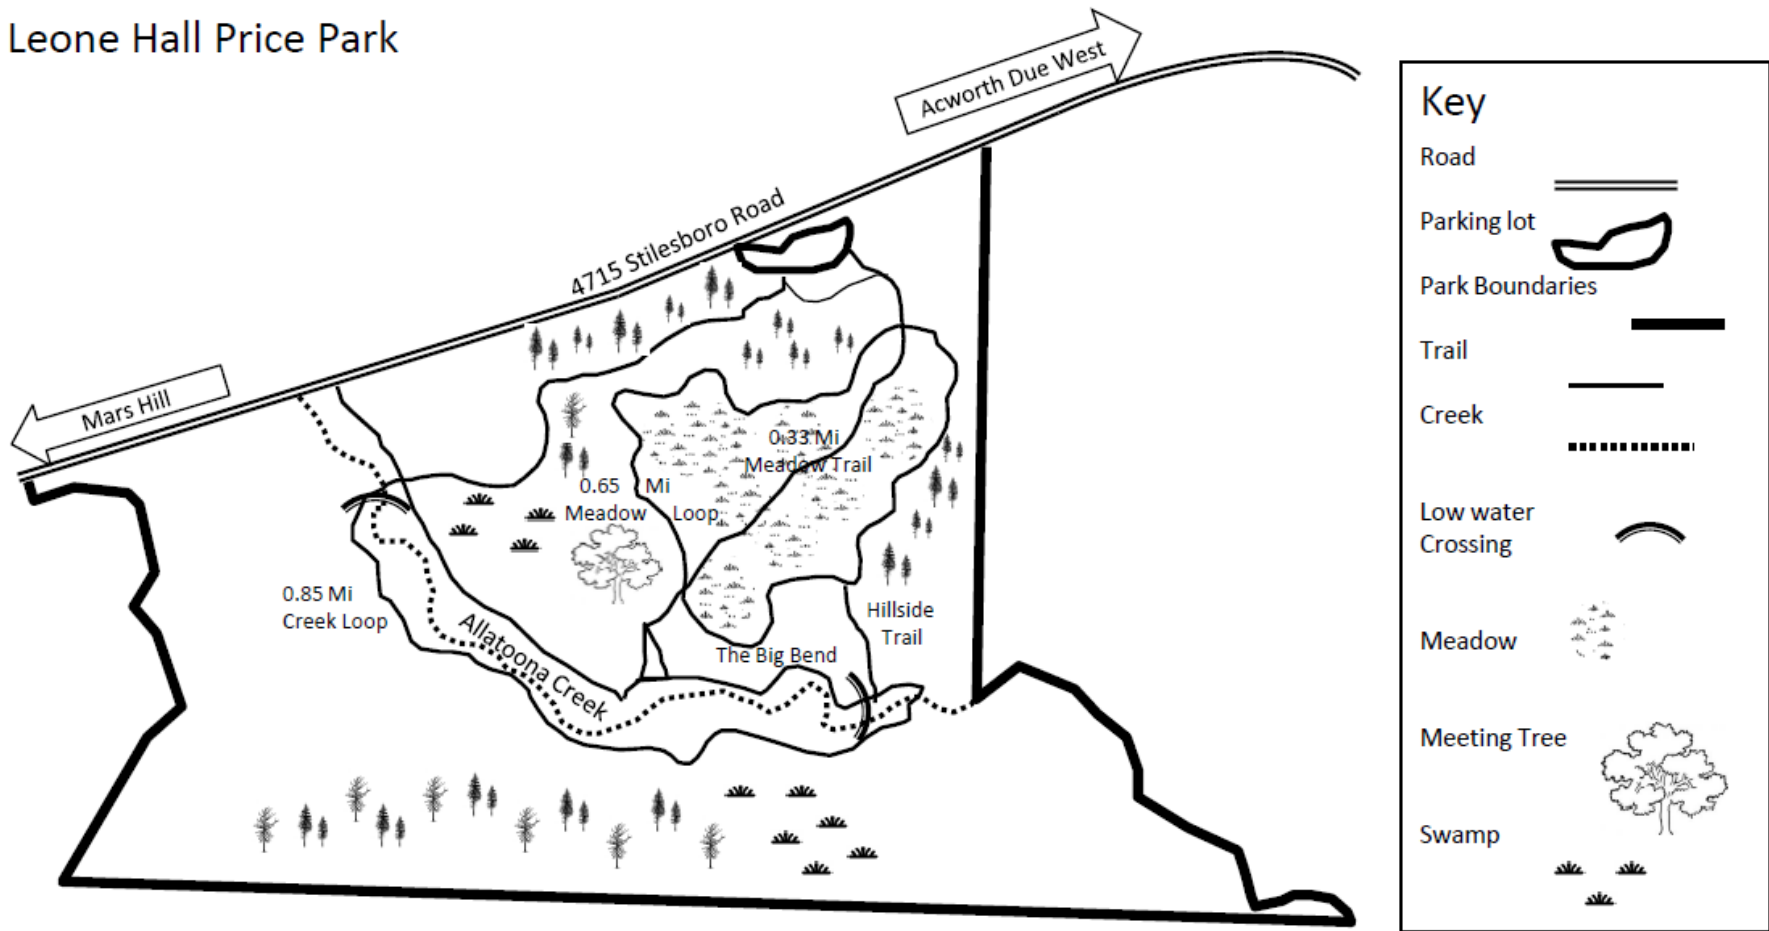 Leone Hall Price Park
Acworth Due West
4715 Stilesboro Road
Mars Hill
0.33 Mi
Meadow Trail
0.65 Mi
Meadow Loop
0.85 Mi
Creek Loop
Allatoona Creek
Hillside
Trail
The Big Bend
Key
Road
Parking lot
Park Boundaries
Trail
Creek
Low water
Crossing
Meadow
Meeting Tree
Swamp